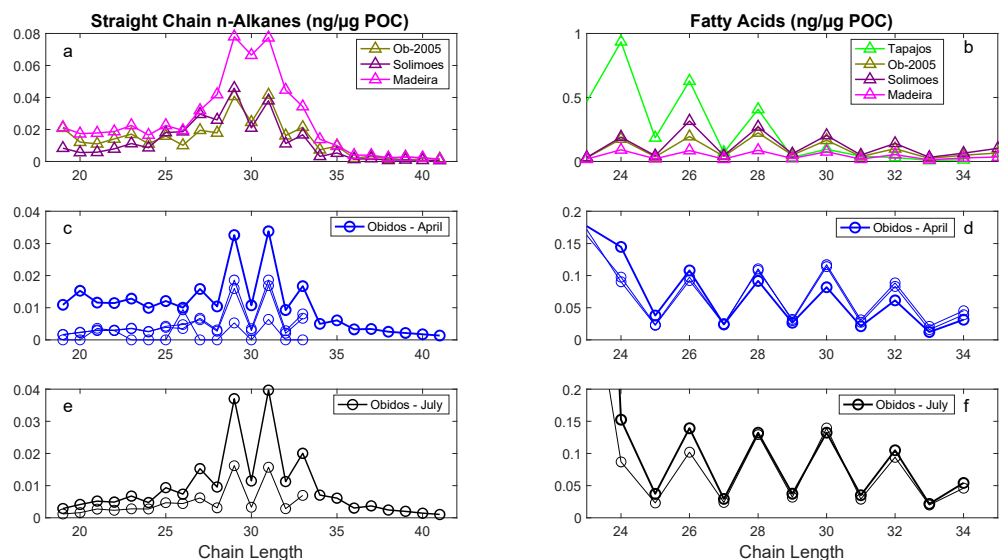 Straight Chain n-Alkanes (ng/µg POC)
Fatty Acids (ng/µg POC)
a
Ob-2005
Solimoes
Madeira
0.08
0.06
0.04
0.02
0
20
25
30
35
40
b
Tapajos
Ob-2005
Solimoes
Madeira
1
0.5
0
24
26
28
30
32
34
c
Obidos - April
0.04
0.03
0.02
0.01
0
20
25
30
35
40
d
Obidos - April
0.2
0.15
0.1
0.05
0
24
26
28
30
32
34
e
Obidos - July
0.04
0.03
0.02
0.01
0
20
25
30
35
40
Chain Length
f
Obidos - July
0.2
0.15
0.1
0.05
0
24
26
28
30
32
34
Chain Length